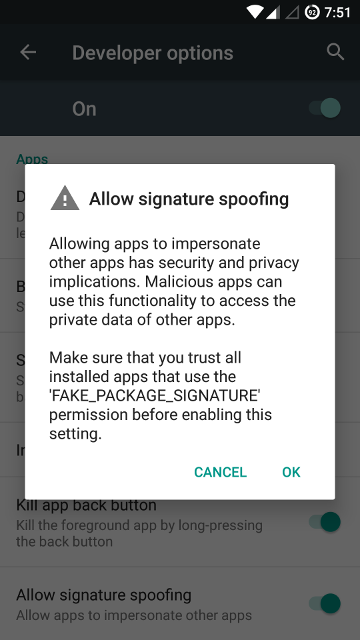 92 7:51
Developer options
On
Apps
D
D
le
B
S
S
S
b
In
Allow signature spoofing
Allowing apps to impersonate
other apps has security and privacy
implications. Malicious apps can
use this functionality to access the
private data of other apps.
Make sure that you trust all
installed apps that use the
'FAKE_PACKAGE_SIGNATURE'
permission before enabling this
setting.
CANCEL OK
Kill app back button
Kill the foreground app by long-pressing
the back button
Allow signature spoofing
Allow apps to impersonate other apps